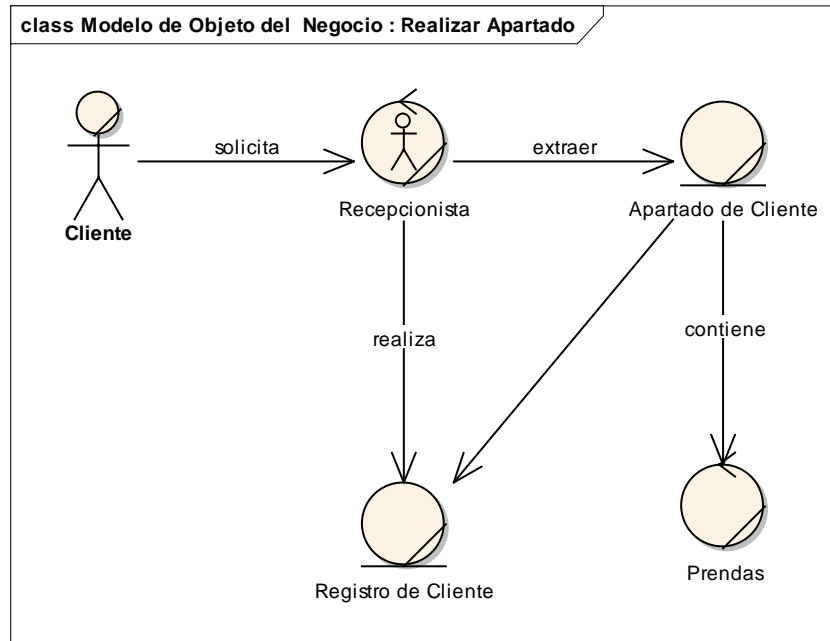 class Modelo de Objeto del  Negocio : Realizar Apartado
solicita
extraer
Cliente
Recepcionista
Apartado de Cliente
realiza
contiene
Registro de Cliente
Prendas